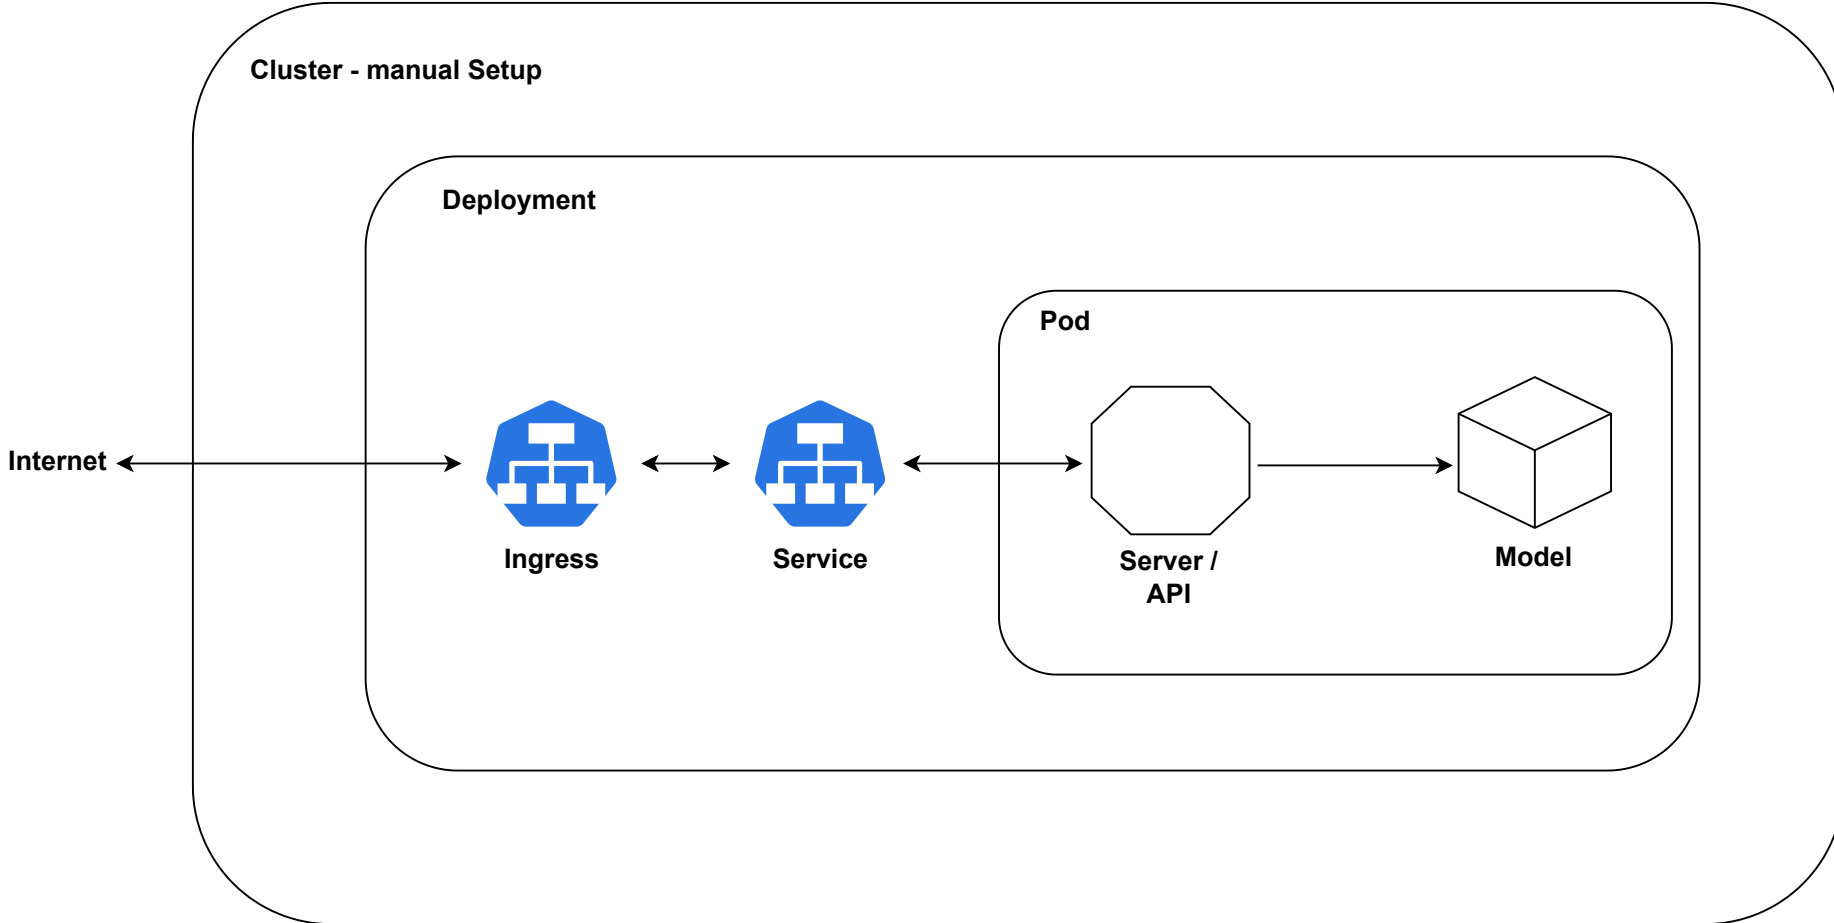 Cluster - manual Setup
Deployment
Pod
Internet
Ingress
Service
Server /
API
Model